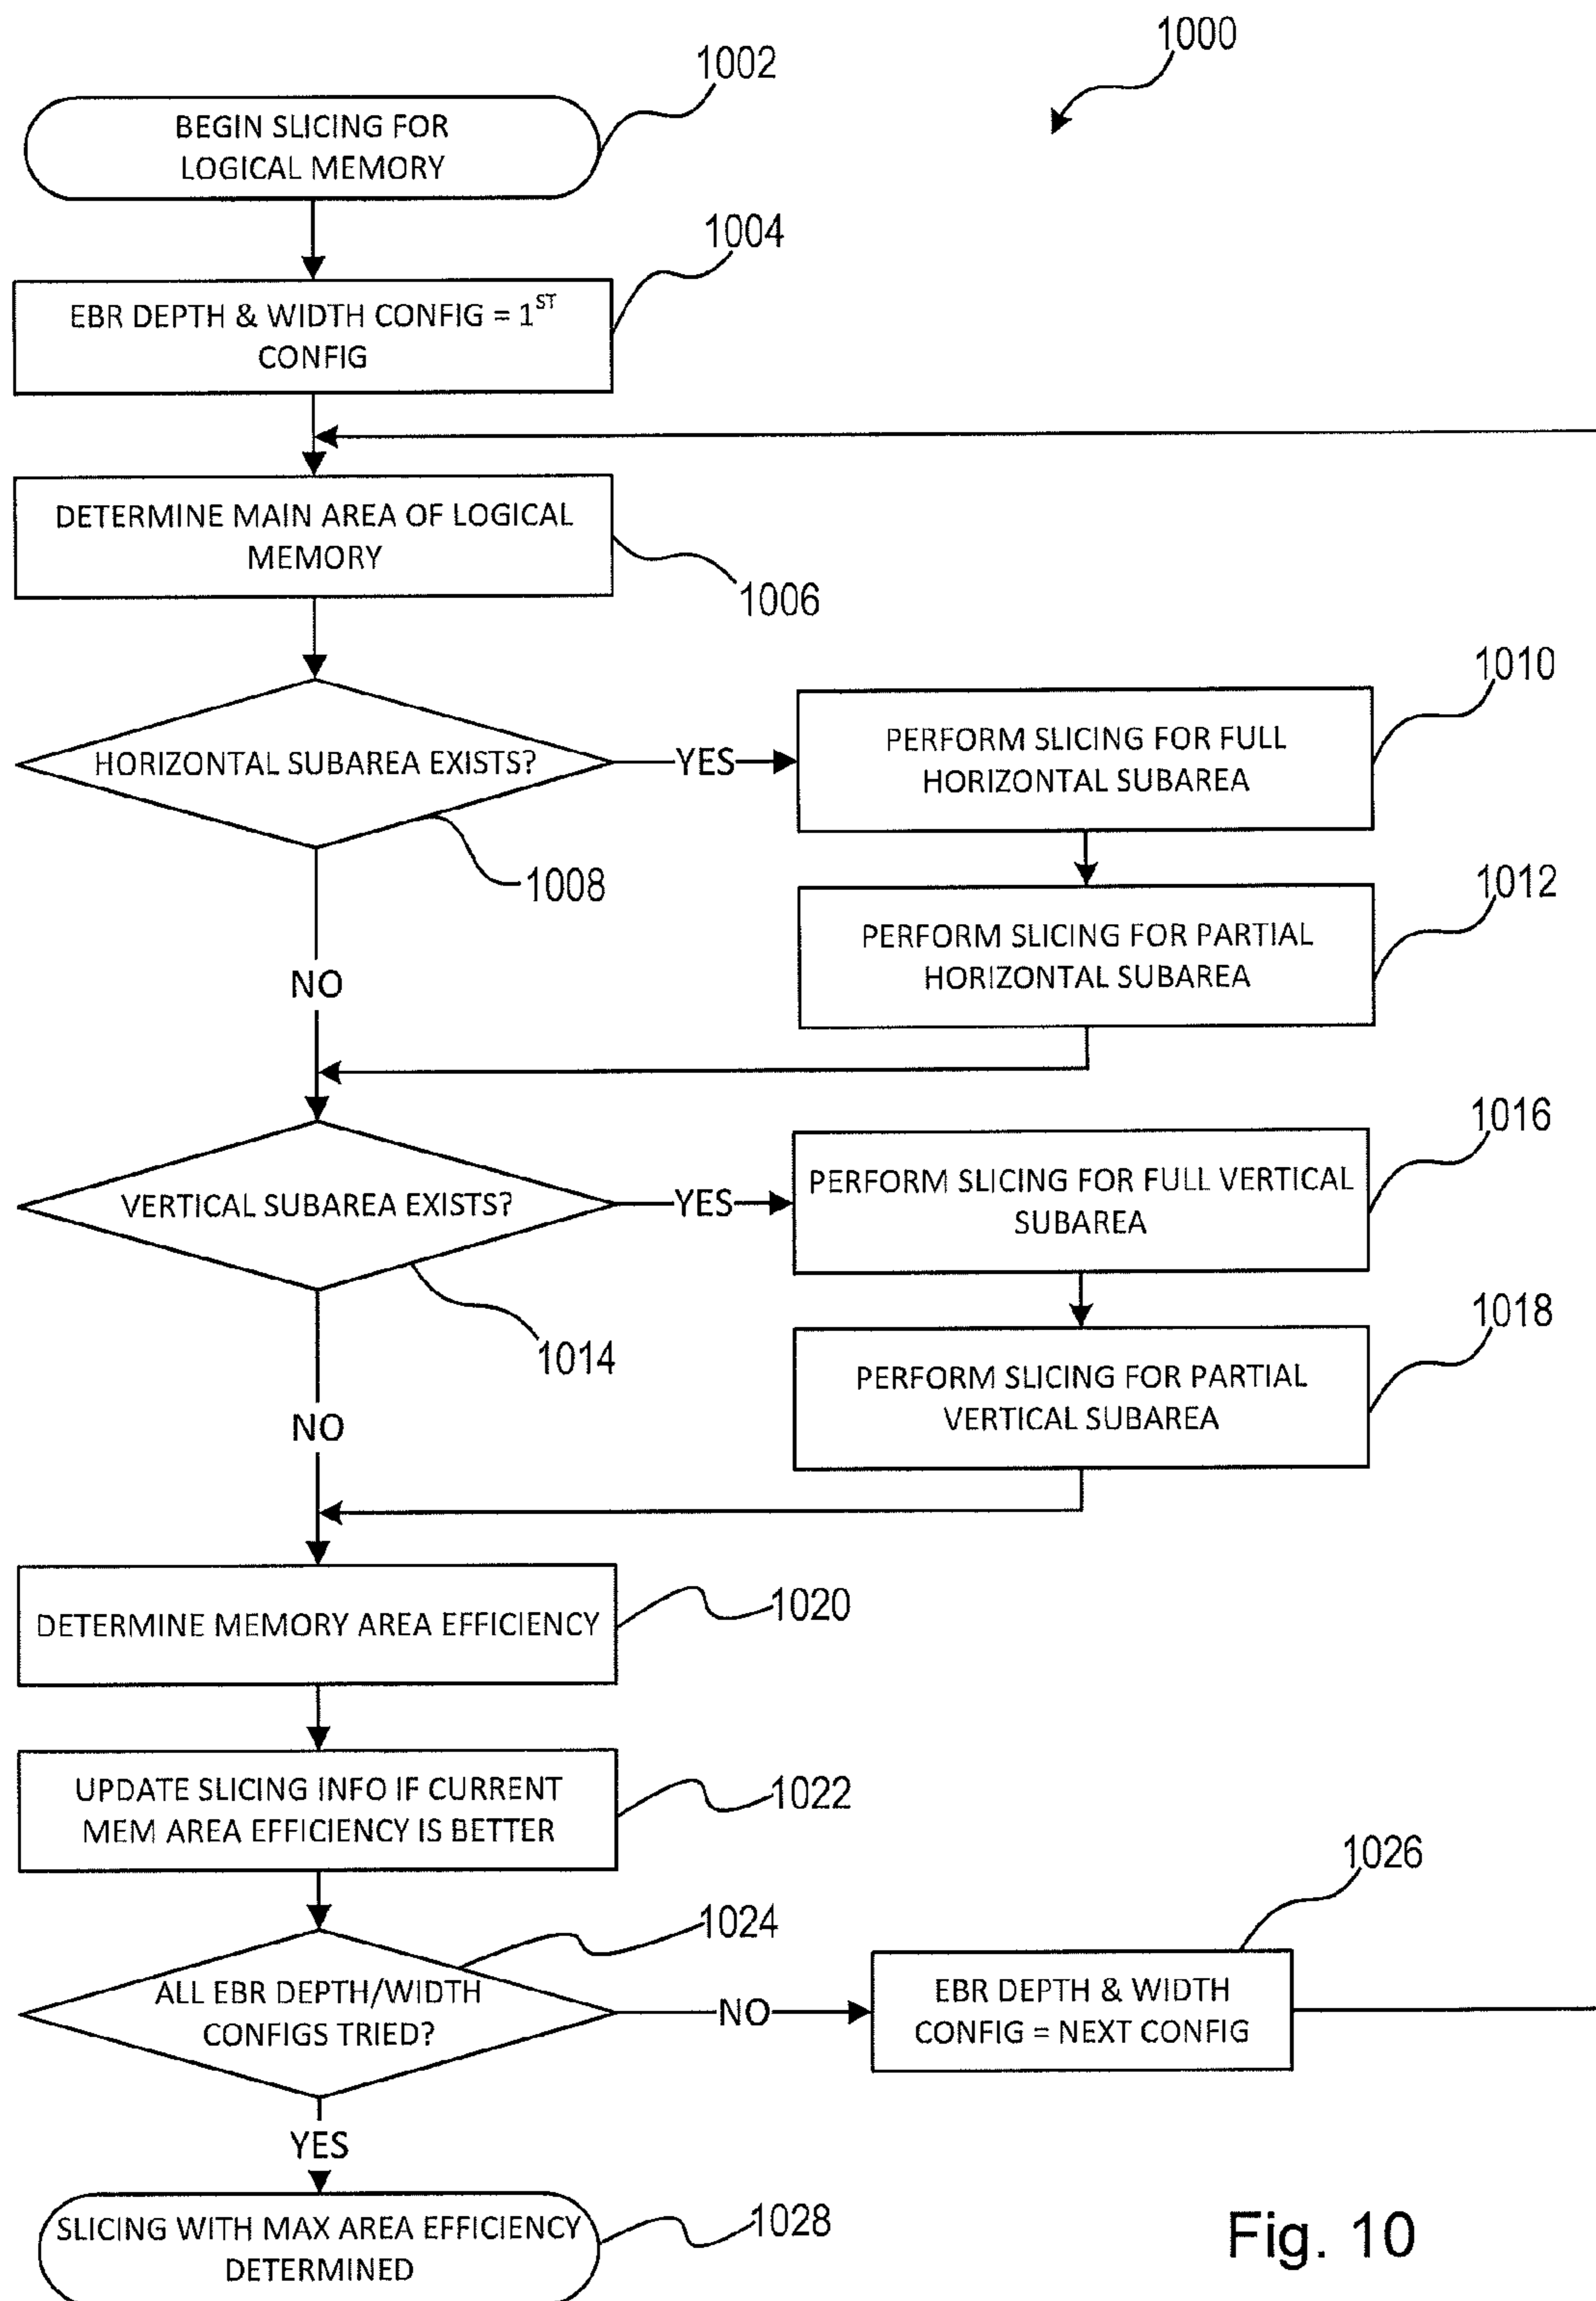 1000
1002
BEGIN SLICING FOR
LOGICAL MEMORY
1004
EBR DEPTH & WIDTH CONFIG = 1ST
CONFIG
DETERMINE MAIN AREA OF LOGICAL
MEMORY
1006
HORIZONTAL SUBAREA EXISTS?
YES
1008
NO
1010
PERFORM SLICING FOR FULL
HORIZONTAL SUBAREA
1012
PERFORM SLICING FOR PARTIAL
HORIZONTAL SUBAREA
VERTICAL SUBAREA EXISTS?
YES
1014
NO
1016
PERFORM SLICING FOR FULL VERTICAL
SUBAREA
1018
PERFORM SLICING FOR PARTIAL
VERTICAL SUBAREA
DETERMINE MEMORY AREA EFFICIENCY
1020
UPDATE SLICING INFO IF CURRENT
MEM AREA EFFICIENCY IS BETTER
1022
1024
ALL EBR DEPTH/WIDTH
CONFIGS TRIED?
NO
1026
EBR DEPTH & WIDTH
CONFIG = NEXT CONFIG
YES
SLICING WITH MAX AREA EFFICIENCY
DETERMINED
1028
Fig. 10